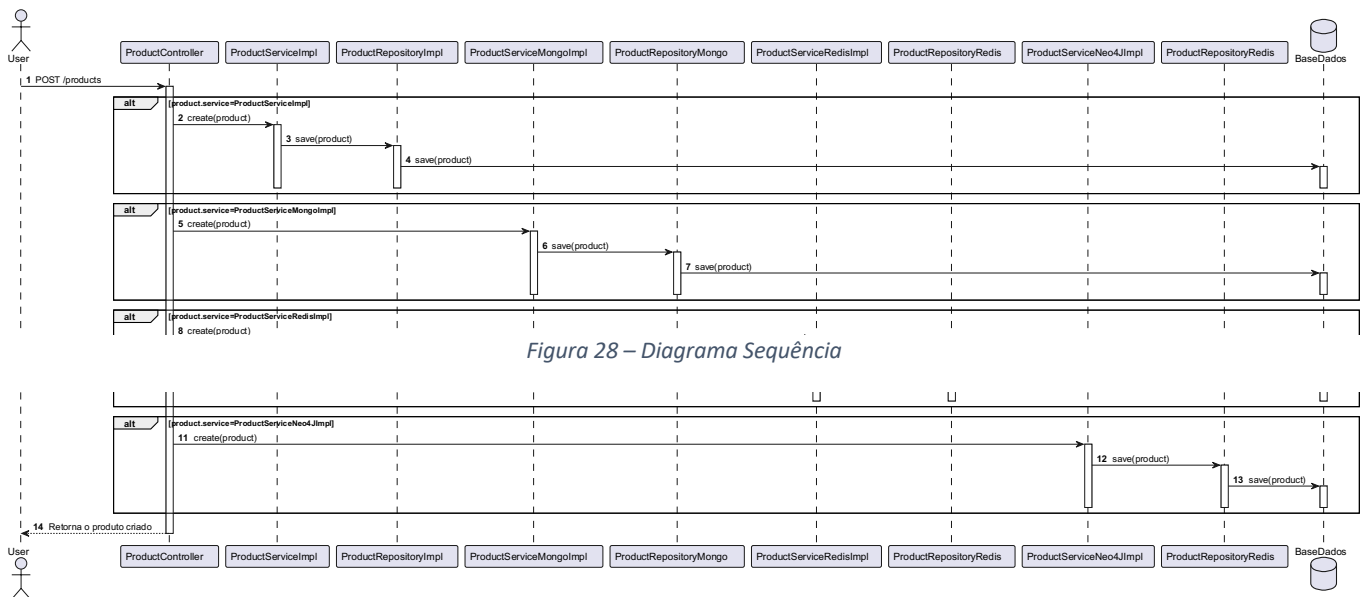 User
ProductController ProductServiceImpl ProductRepositoryImpl ProductServiceMongoImpl ProductRepositoryMongo ProductServiceRedisImpl ProductRepositoryRedis ProductServiceNeo4JImpl ProductRepositoryRedis BaseDados
1 POST /products
alt [product.service=ProductServiceImpl]
2 create(product)
3 save(product)
4 save(product)
alt [product.service=ProductServiceMongoImpl]
5 create(product)
6 save(product)
7 save(product)
alt [product.service=ProductServiceRedisImpl]
8 create(product)
Figura 28 – Diagrama Sequência
alt [product.service=ProductServiceNeo4JImpl]
11 create(product)
12 save(product)
13 save(product)
14 Retorna o produto criado
User
ProductController ProductServiceImpl ProductRepositoryImpl ProductServiceMongoImpl ProductRepositoryMongo ProductServiceRedisImpl ProductRepositoryRedis ProductServiceNeo4JImpl ProductRepositoryRedis BaseDados